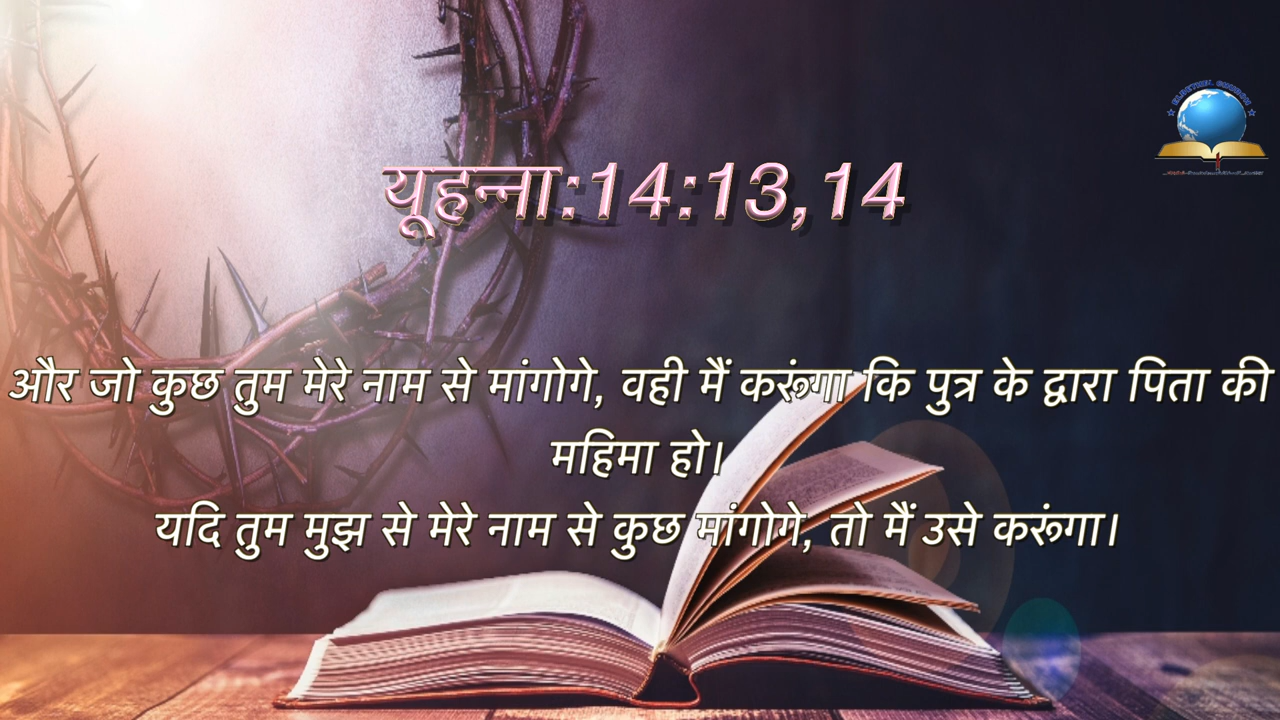 यूहन्ना:14:13,14
और जो कुछ तुम मेरे नाम से मांगोगे, वही मैं करूंगा कि पुत्र के द्वारा पिता की
महिमा हो।
यदि तुम मुझ से मेरे नाम से कुछ मांगोगे, तो मैं उसे करूंगा।